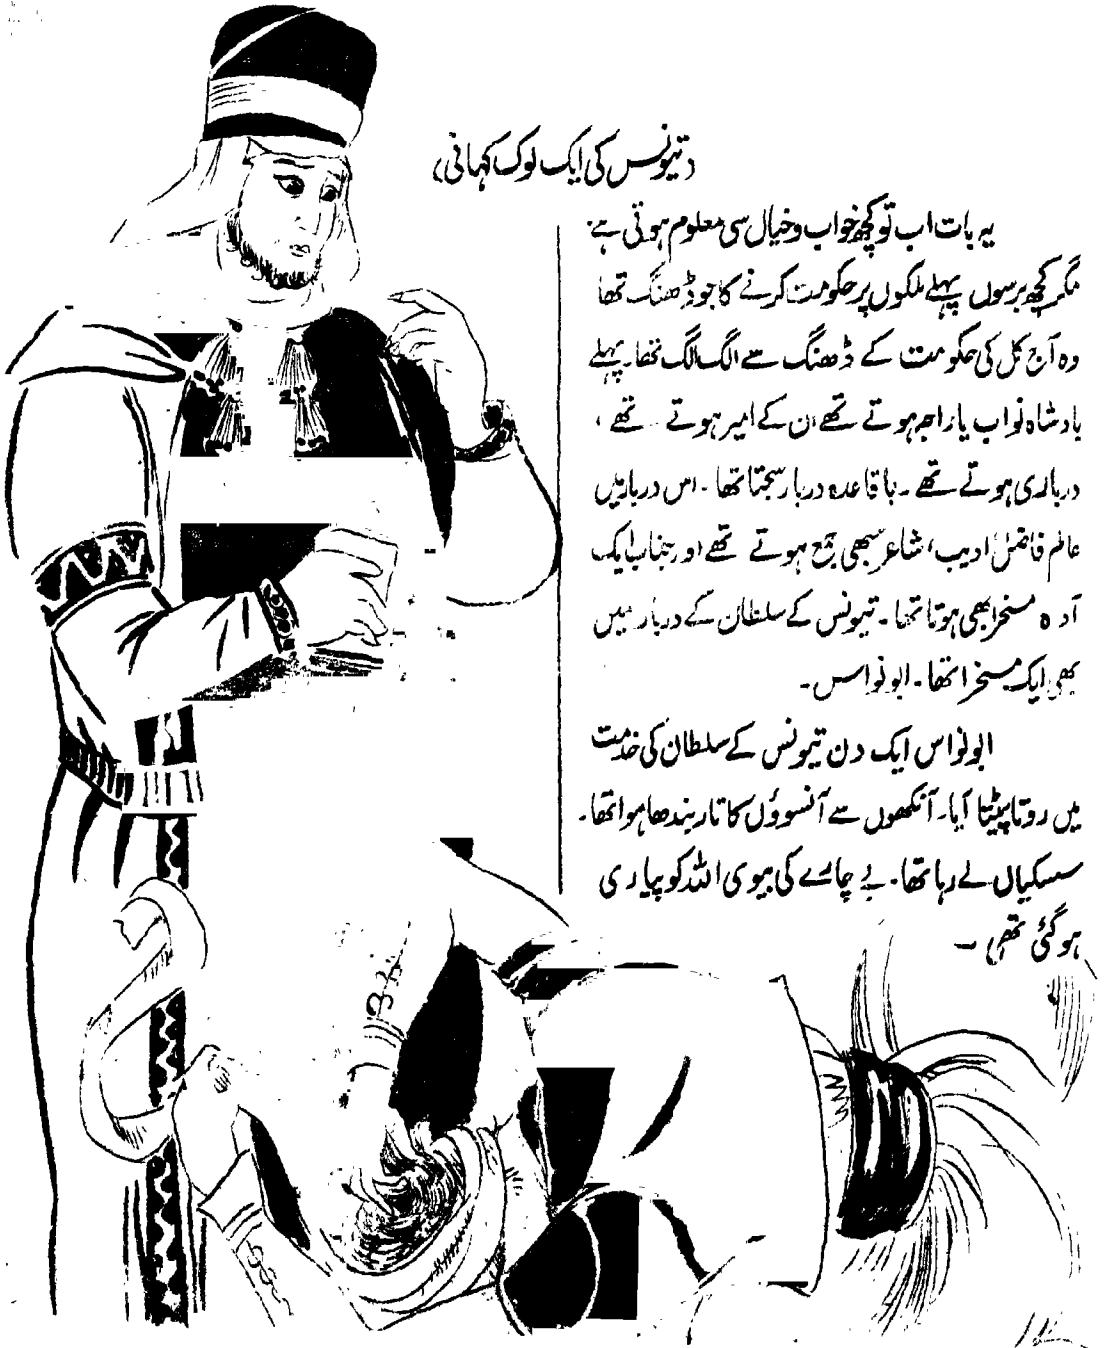 (تیونس کی ایک لوک کہانی)
یہ بات اب تو کچھ خواب و خیال سی معلوم ہوتی ہے
مگر کچھ برسوں پہلے ملکوں پر حکومت کرنے کا جو ڈھنگ تھا
وہ آج کل کی حکومت کے ڈھنگ سے الگ الگ تھا۔ پہلے
بادشاہ نواب یا راجہ ہوتے تھے ان کے امیر ہوتے تھے،
درباری ہوتے تھے۔ باقاعدہ دربار سجتا تھا۔ اس دربار میں
عالم فاضل ادیب، شاعر سبھی جمع ہوتے تھے اور جناب ایک
آدھ مسخرا بھی ہوتا تھا۔ تیونس کے سلطان کے دربار میں
بھی ایک مسخرا تھا۔ ابو نواس۔
ابو نواس ایک دن تیونس کے سلطان کی خدمت
میں روتا پیٹتا آیا۔ آنکھوں سے آنسوؤں کا تار بندھا ہوا تھا۔
سسکیاں لے رہا تھا۔ بے چارے کی بیوی اللہ کو پیاری
ہو گئی تھی۔